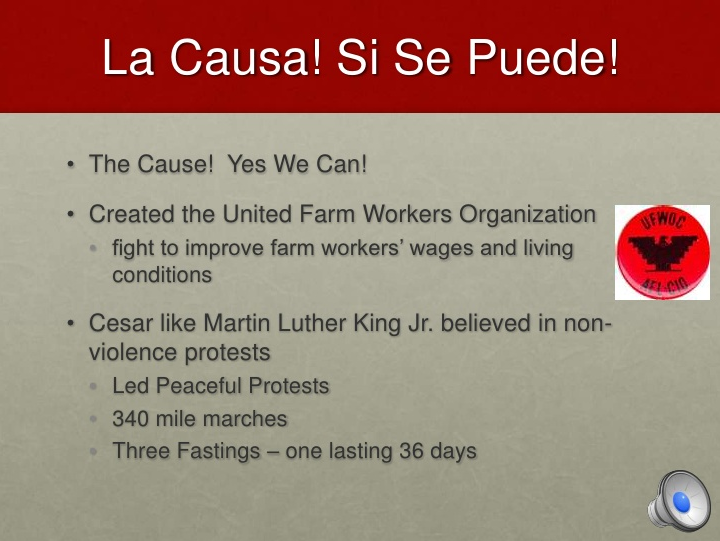 La Causa! Si Se Puede!
• The Cause!  Yes We Can!
• Created the United Farm Workers Organization
• fight to improve farm workers’ wages and living
conditions
UFWOC
AFL-CIO
• Cesar like Martin Luther King Jr. believed in non-
violence protests
• Led Peaceful Protests
• 340 mile marches
• Three Fastings – one lasting 36 days